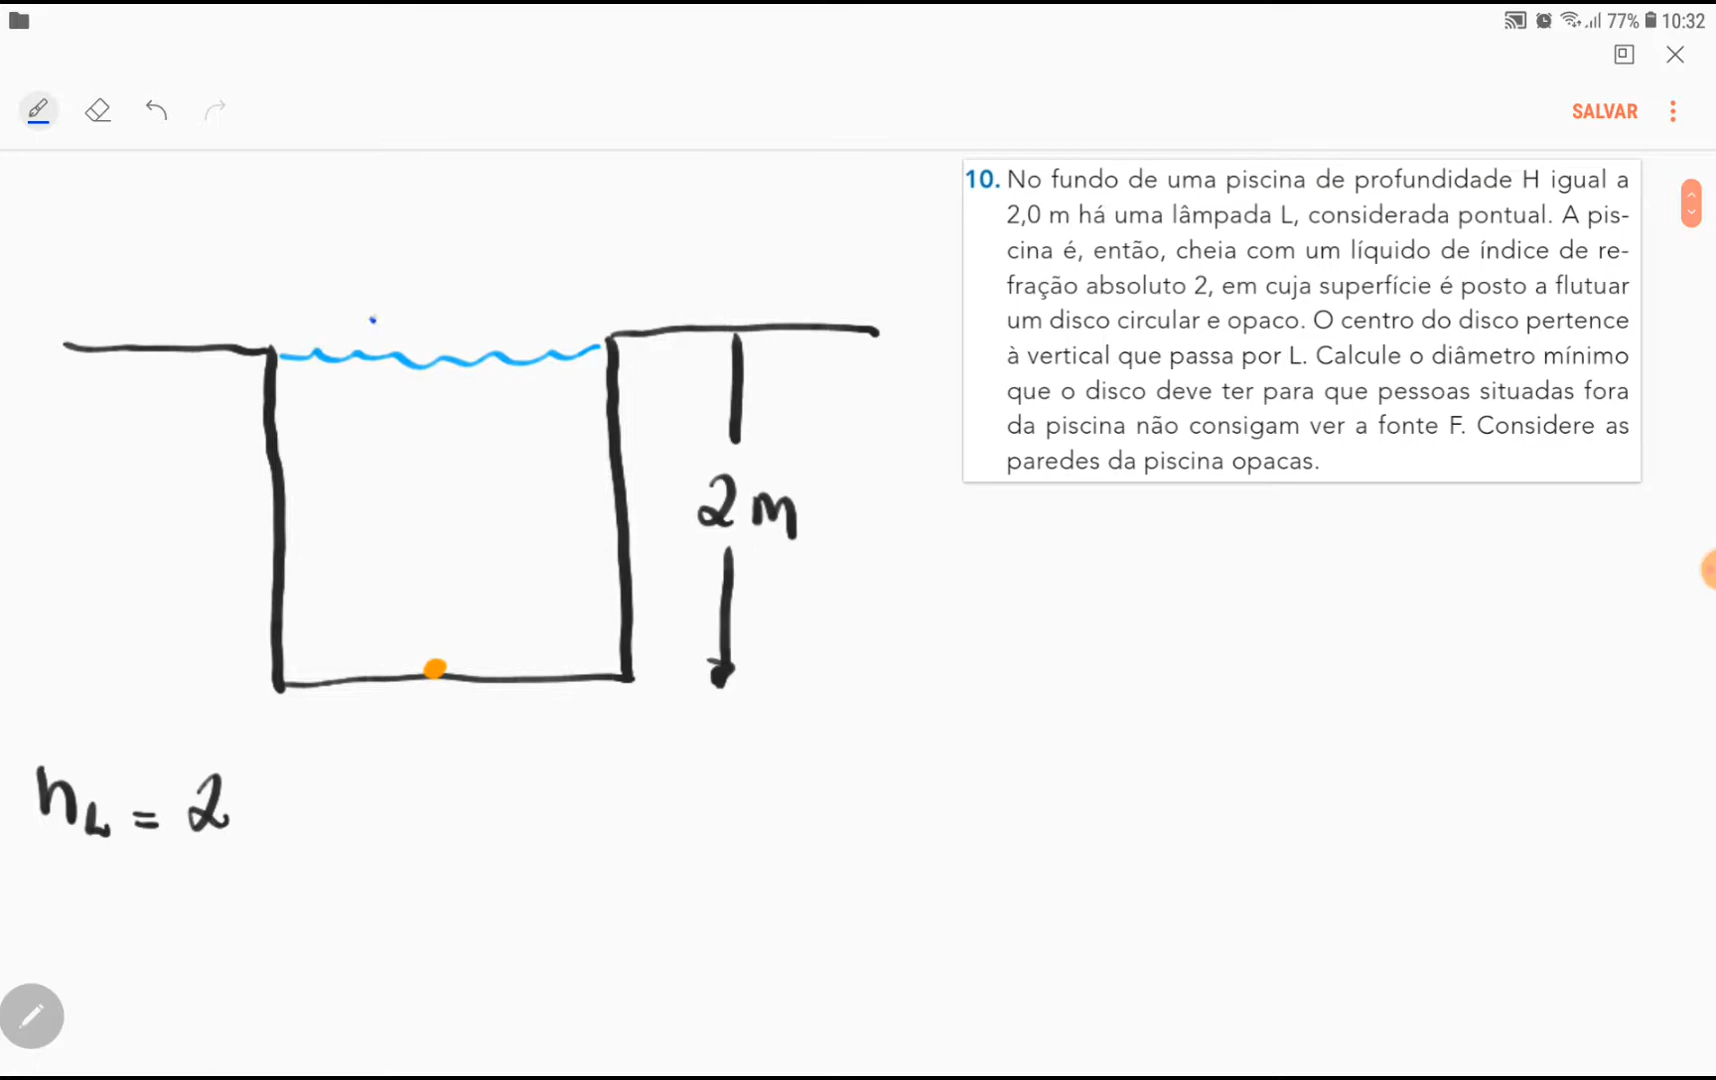 77% 10:32
SALVAR
10. No fundo de uma piscina de profundidade H igual a
2,0 m há uma lâmpada L, considerada pontual. A pis-
cina é, então, cheia com um líquido de índice de re-
fração absoluto 2, em cuja superfície é posto a flutuar
um disco circular e opaco. O centro do disco pertence
à vertical que passa por L. Calcule o diâmetro mínimo
que o disco deve ter para que pessoas situadas fora
da piscina não consigam ver a fonte F. Considere as
paredes da piscina opacas.
2 m
nL = 2